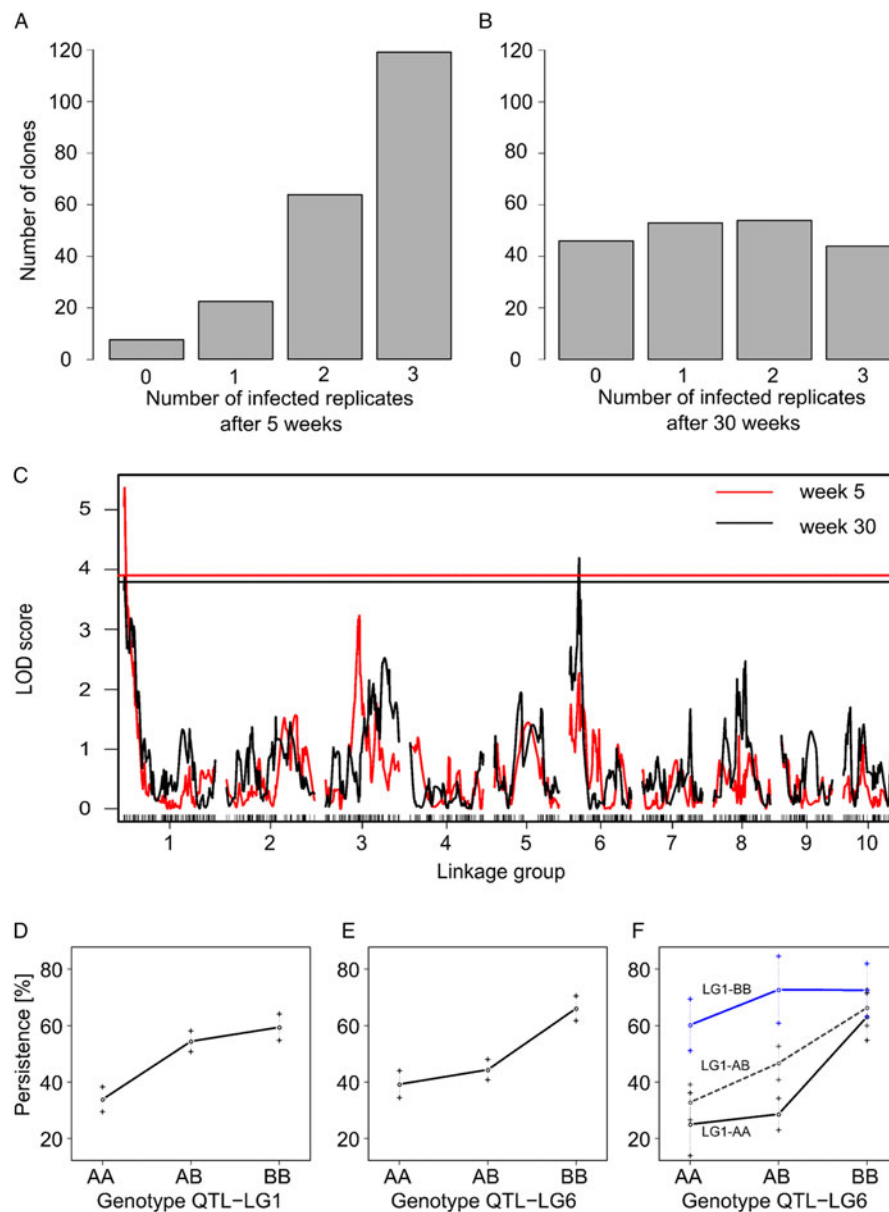 A
B
120
100
80
60
40
20
0
Number of clones
0 1 2 3
Number of infected replicates
after 5 weeks
120
100
80
60
40
20
0
0 1 2 3
Number of infected replicates
after 30 weeks
C
5
4
3
2
1
0
LOD score
week 5
week 30
1 2 3 4 5 6 7 8 9 10
Linkage group
D
E
F
80
60
40
20
Persistence [%]
AA AB BB
Genotype QTL−LG1
80
60
40
20
AA AB BB
Genotype QTL−LG6
80
60
40
20
LG1-BB
LG1-AB
LG1-AA
AA AB BB
Genotype QTL−LG6